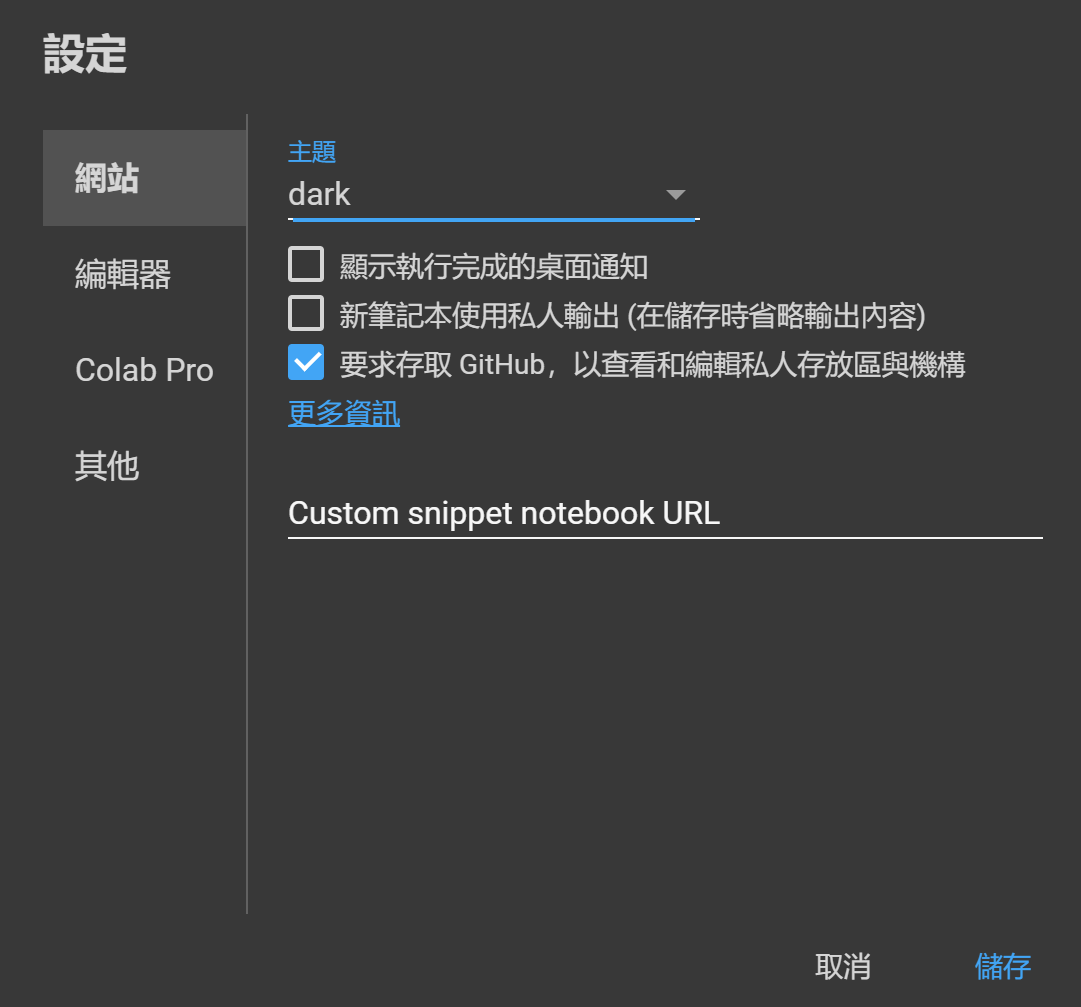 設定
網站
編輯器
Colab Pro
其他
主題
dark
顯示執行完成的桌面通知
新筆記本使用私人輸出 (在儲存時省略輸出內容)
要求存取 GitHub，以查看和編輯私人存放區與機構
更多資訊
Custom snippet notebook URL
取消
儲存